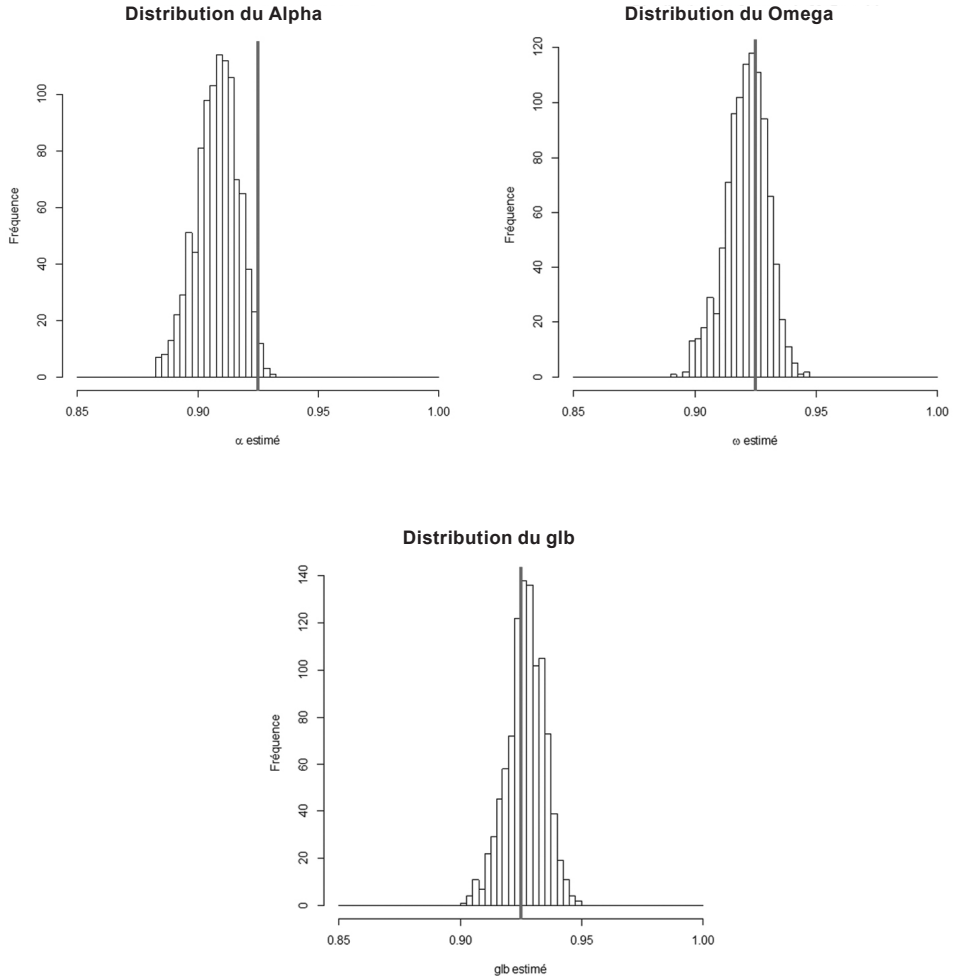 Distribution du Alpha
Fréquence
0
20
40
60
80
100
0.85 0.90 0.95 1.00
α estimé
Distribution du Omega
Fréquence
0
20
40
60
80
100
120
0.85 0.90 0.95 1.00
ω estimé
Distribution du glb
Fréquence
0
20
40
60
80
100
120
140
0.85 0.90 0.95 1.00
glb estimé